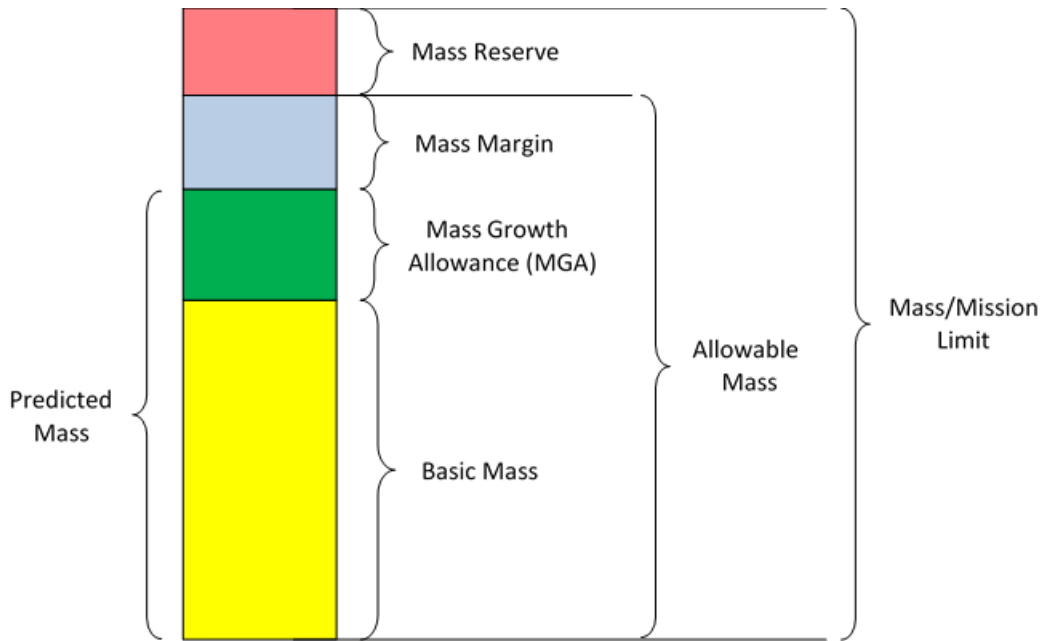 Mass Reserve
Mass Margin
Mass Growth
Allowance (MGA)
Mass/Mission
Limit
Allowable
Mass
Predicted
Mass
Basic Mass